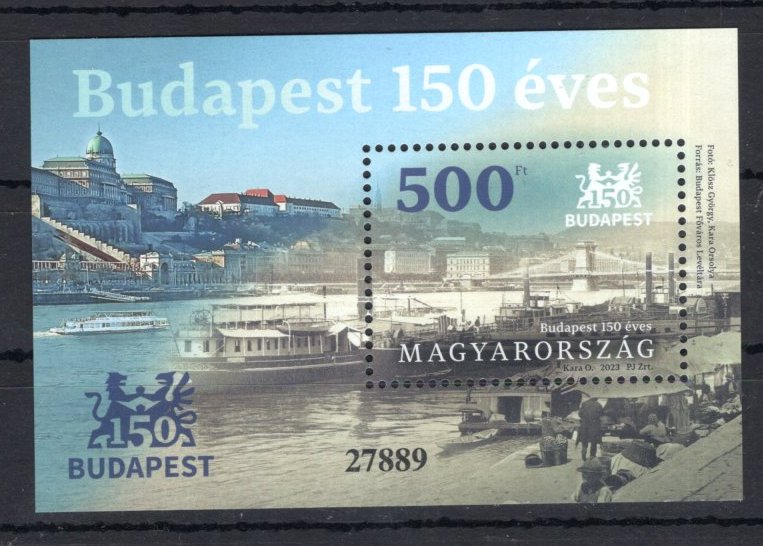 Budapest 150 éves
500 Ft
150
BUDAPEST
Fotó: Klösz György, Kara Orsolya
Forrás: Budapest Főváros Levéltára
Budapest 150 éves
MAGYARORSZÁG
Kara O. 2023 PJ Zrt.
150
BUDAPEST
27889